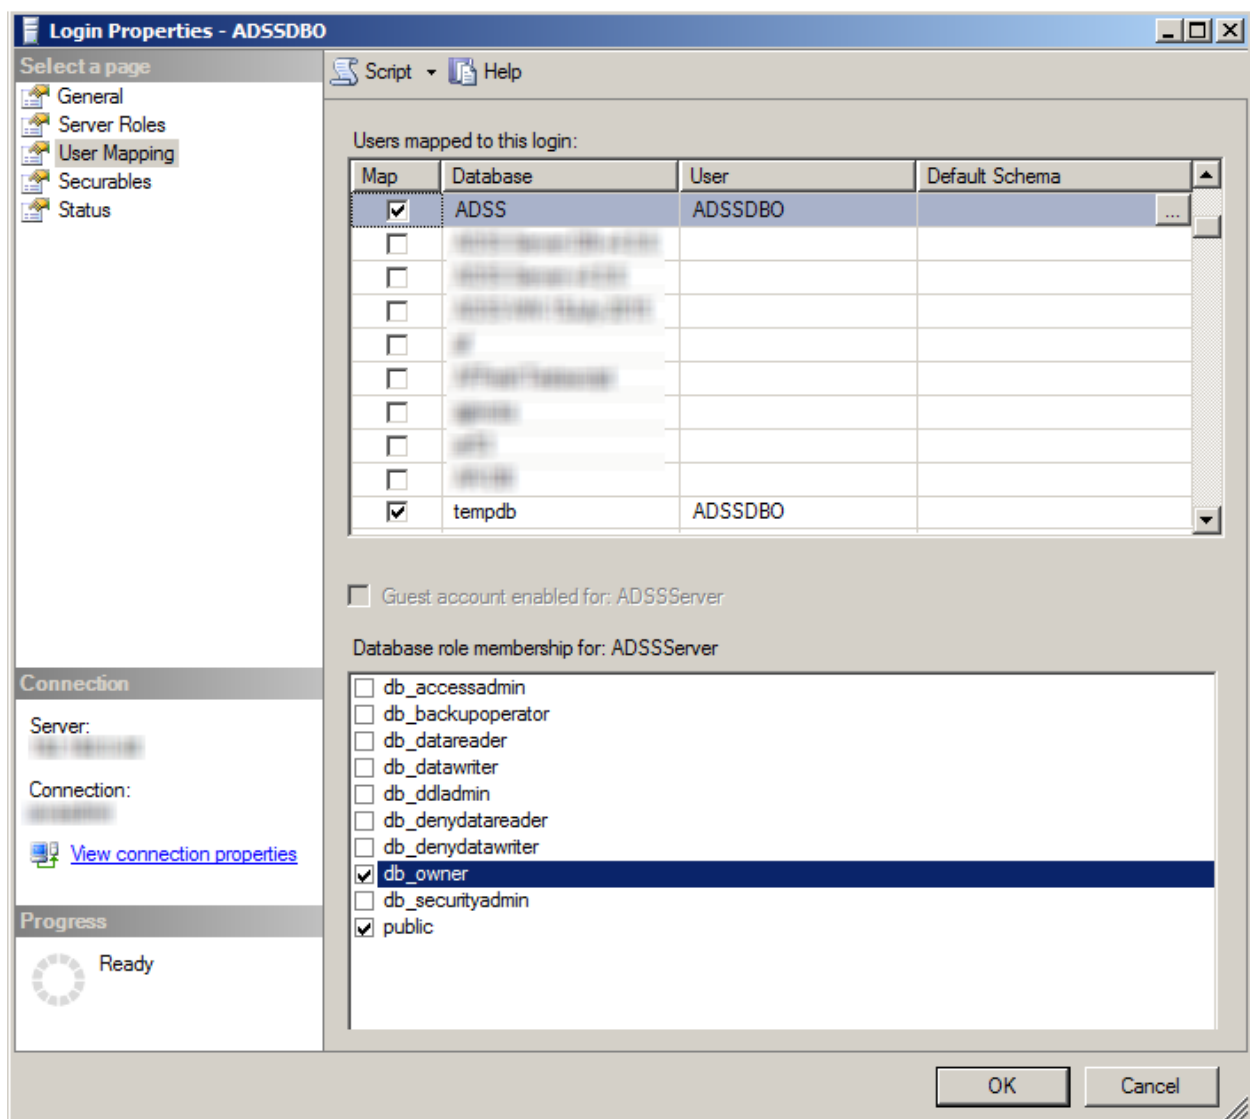 Login Properties - ADSSDBO
Select a page
General
Server Roles
User Mapping
Securables
Status
Script
Help
Users mapped to this login:
Map Database User Default Schema
ADSS ADSSDBO ...
tempdb ADSSDBO
Guest account enabled for: ADSSServer
Database role membership for: ADSSServer
db_accessadmin
db_backupoperator
db_datareader
db_datawriter
db_ddladmin
db_denydatareader
db_denydatawriter
db_owner
db_securityadmin
public
Connection
Server:
Connection:
View connection properties
Progress
Ready
OK
Cancel